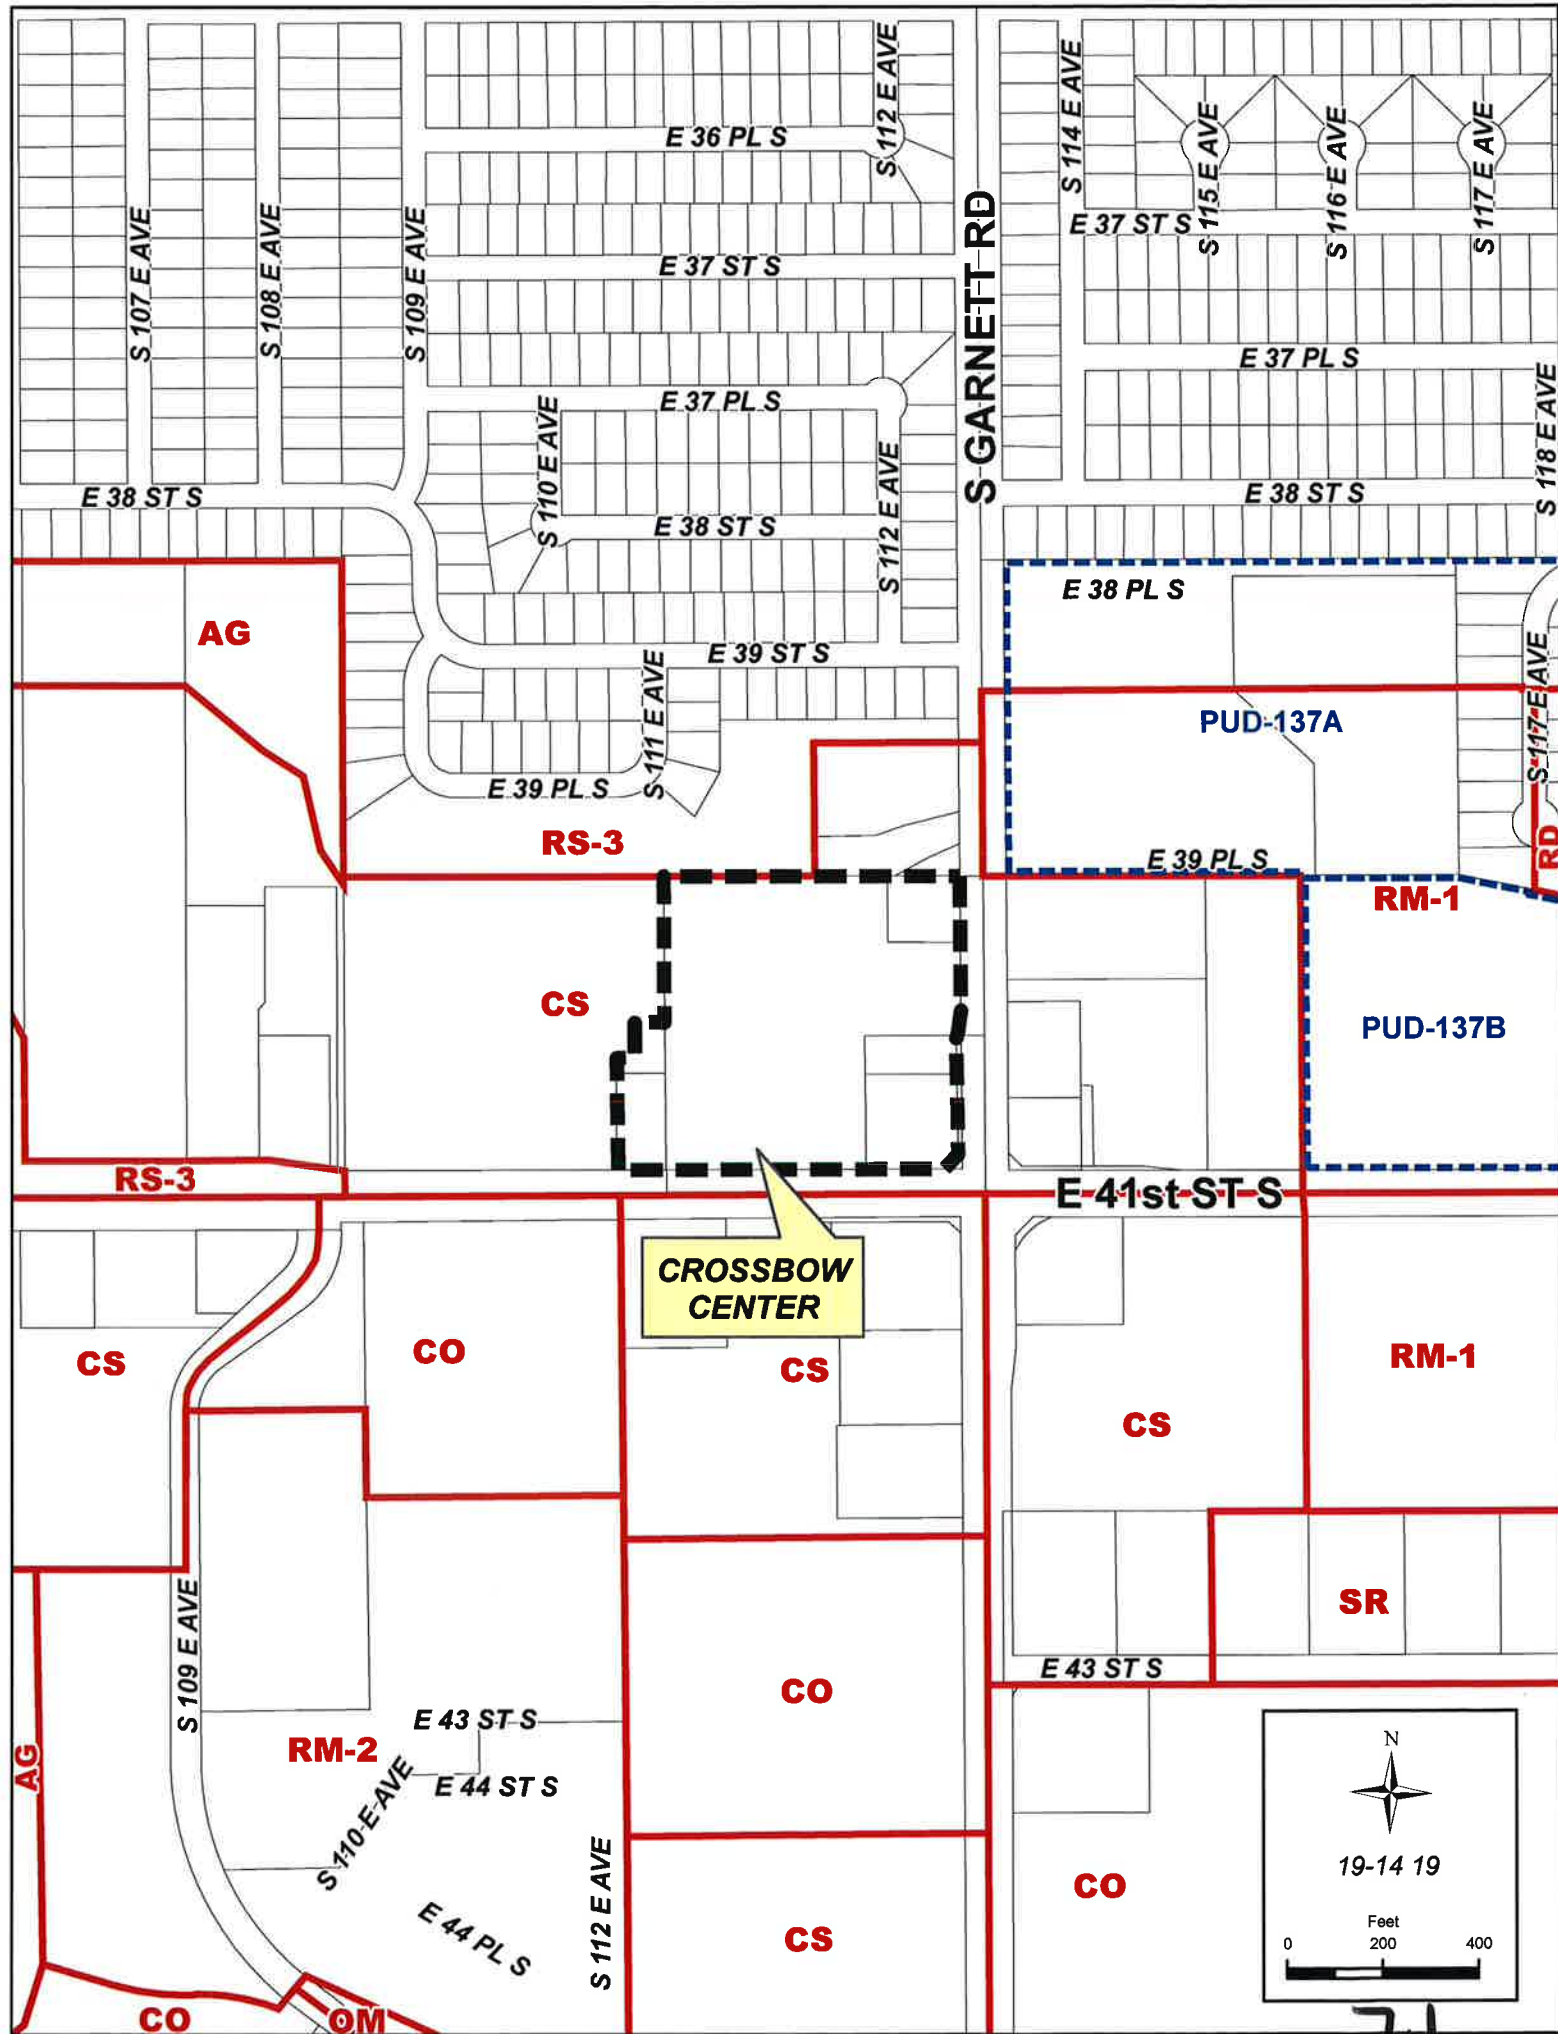 S 112 E AVE
S 114 E AVE
E 36 PL S
S 115 E AVE
S 116 E AVE
S 117 E AVE
S 107 E AVE
S 108 E AVE
S 109 E AVE
S GARNETT RD
E 37 ST S
E 37 ST S
E 37 PL S
E 37 PL S
S 110 E AVE
S 112 E AVE
S 118 E AVE
E 38 ST S
E 38 ST S
E 38 ST S
E 38 PL S
AG
E 39 ST S
S 111 E AVE
S 117 E AVE
PUD-137A
E 39 PL S
RS-3
E 39 PL S
RD
RM-1
CS
PUD-137B
RS-3
E 41st ST S
CROSSBOW
CENTER
CS
CO
CS
RM-1
CS
S 109 E AVE
SR
E 43 ST S
CO
E 43 ST S
RM-2
AG
E 44 ST S
S 110 E AVE
S 112 E AVE
E 44 PL S
CO
CS
CO
OM
N
19-14 19
Feet
0 200 400